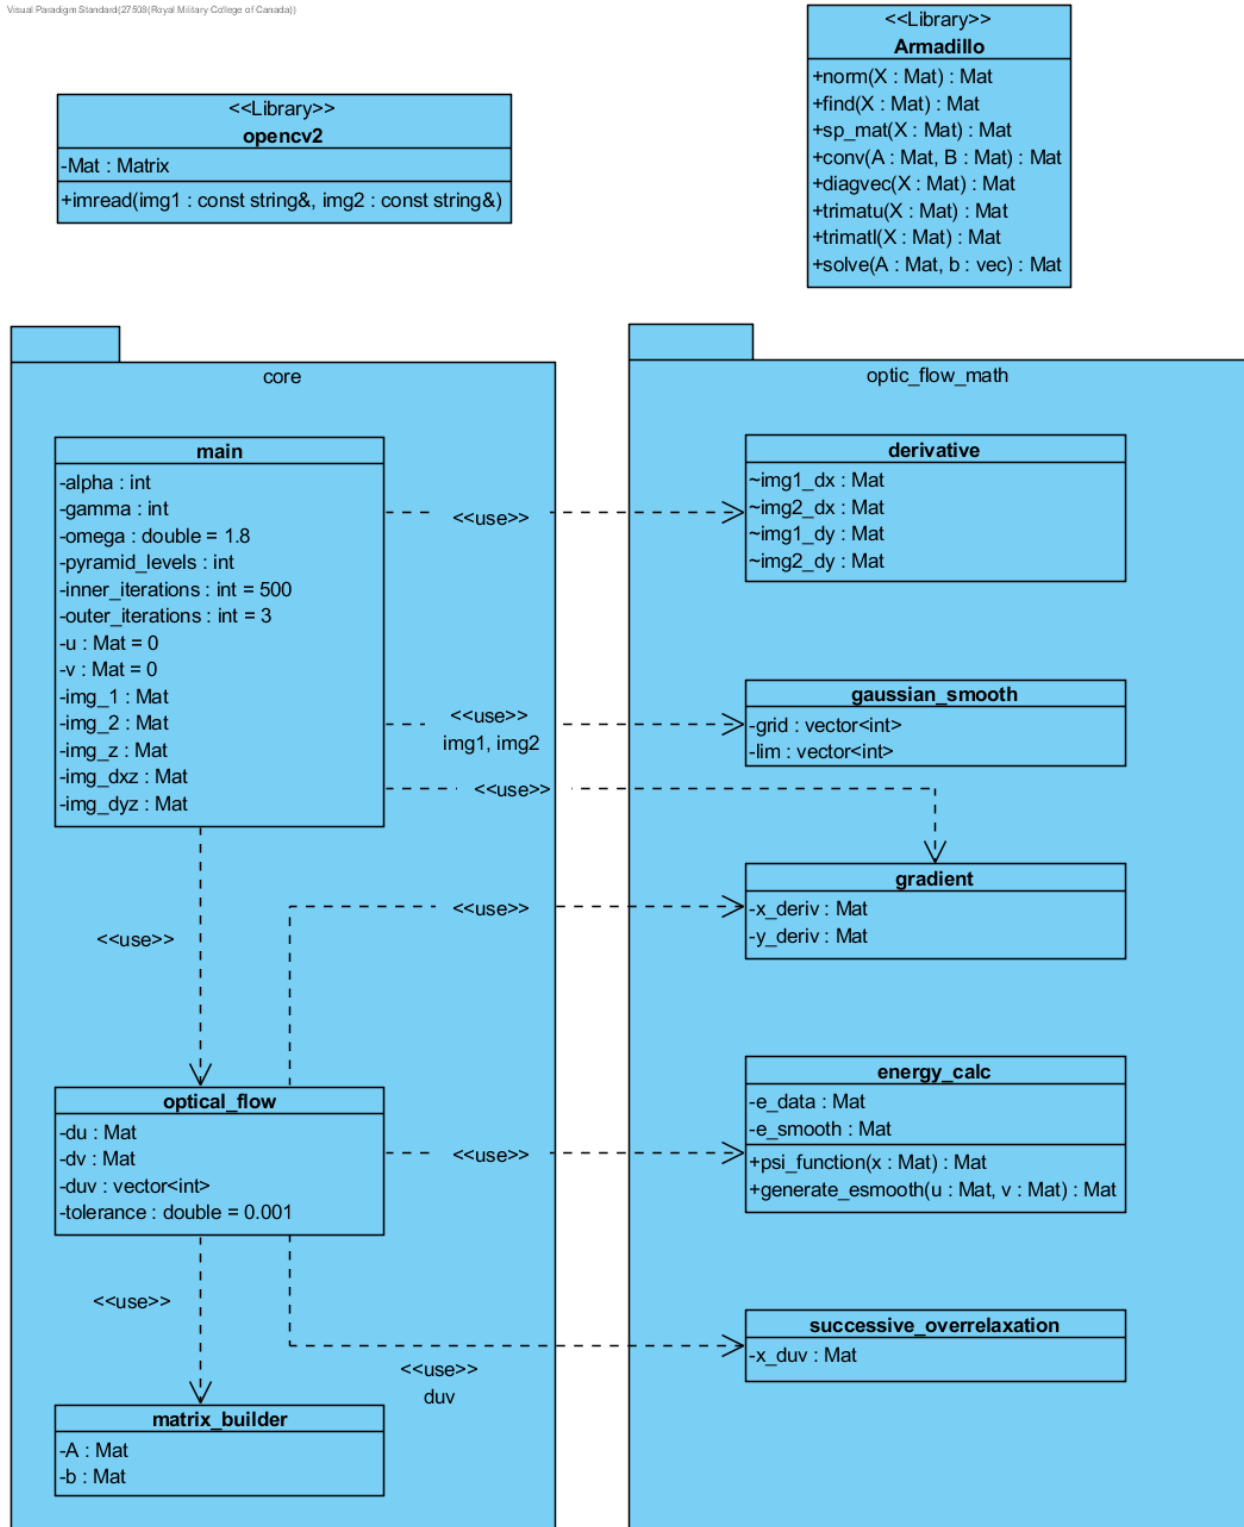 Visual Paradigm Standard(27508(Royal Military College of Canada))
<<Library>>
Armadillo
+norm(X : Mat) : Mat
+find(X : Mat) : Mat
+sp_mat(X : Mat) : Mat
+conv(A : Mat, B : Mat) : Mat
+diagvec(X : Mat) : Mat
+trimatu(X : Mat) : Mat
+trimatl(X : Mat) : Mat
+solve(A : Mat, b : vec) : Mat
<<Library>>
opencv2
-Mat : Matrix
+imread(img1 : const string&, img2 : const string&)
core
main
-alpha : int
-gamma : int
-omega : double = 1.8
-pyramid_levels : int
-inner_iterations : int = 500
-outer_iterations : int = 3
-u : Mat = 0
-v : Mat = 0
-img_1 : Mat
-img_2 : Mat
-img_z : Mat
-img_dxz : Mat
-img_dyz : Mat
<<use>>
<<use>>
img1, img2
<<use>>
<<use>>
<<use>>
optical_flow
-du : Mat
-dv : Mat
-duv : vector<int>
-tolerance : double = 0.001
<<use>>
<<use>>
<<use>>
duv
matrix_builder
-A : Mat
-b : Mat
optic_flow_math
derivative
~img1_dx : Mat
~img2_dx : Mat
~img1_dy : Mat
~img2_dy : Mat
gaussian_smooth
-grid : vector<int>
-lim : vector<int>
gradient
-x_deriv : Mat
-y_deriv : Mat
energy_calc
-e_data : Mat
-e_smooth : Mat
+psi_function(x : Mat) : Mat
+generate_esmooth(u : Mat, v : Mat) : Mat
successive_overrelaxation
-x_duv : Mat